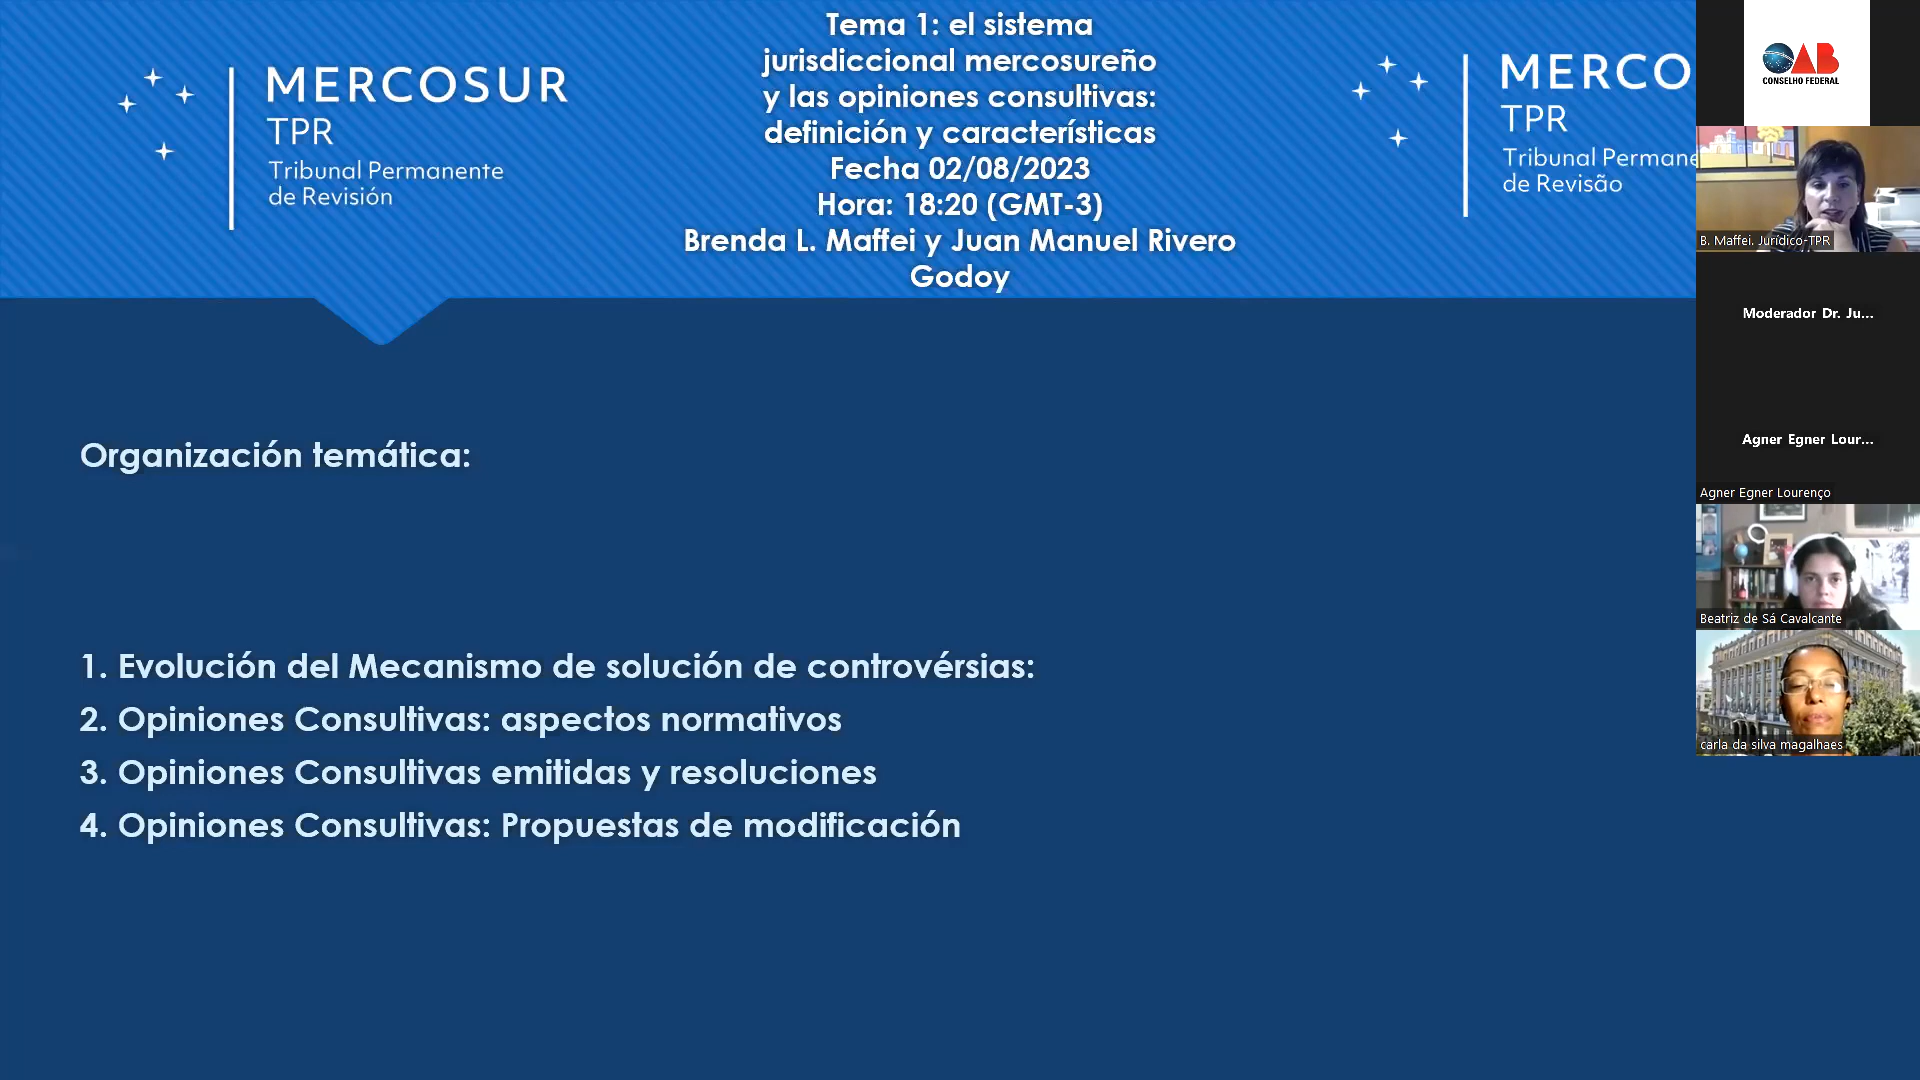 MERCOSUR
TPR
Tribunal Permanente
de Revisión
Tema 1: el sistema
jurisdiccional mercosureño
y las opiniones consultivas:
definición y características
Fecha 02/08/2023
Hora: 18:20 (GMT-3)
Brenda L. Maffei y Juan Manuel Rivero
Godoy
MERCO
TPR
Tribunal Permane
de Revisão
Organización temática:
1. Evolución del Mecanismo de solución de controvérsias:
2. Opiniones Consultivas: aspectos normativos
3. Opiniones Consultivas emitidas y resoluciones
4. Opiniones Consultivas: Propuestas de modificación
OAB
CONSELHO FEDERAL
B. Maffei. Jurídico-TPR
Moderador Dr. Ju...
Agner Egner Lour...
Agner Egner Lourenço
Beatriz de Sá Cavalcante
carla da silva magalhaes